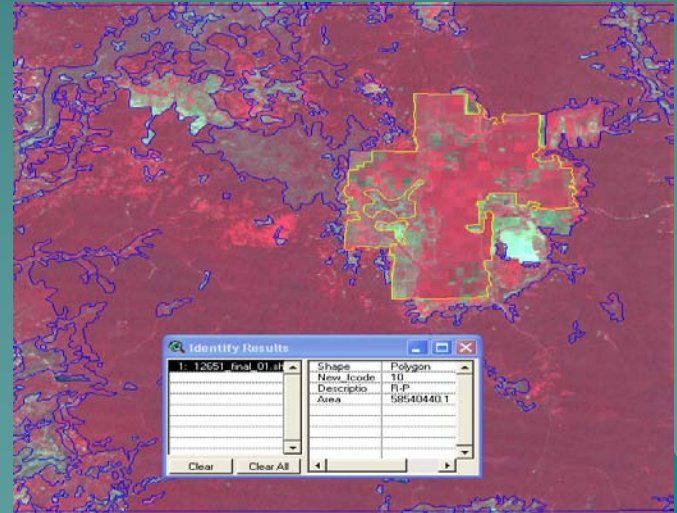 Identify Results
1: 12651_final_01.sh
Shape Polygon
New_lcode 10
Descriptio R-P
Area 58540440.1
Clear Clear All